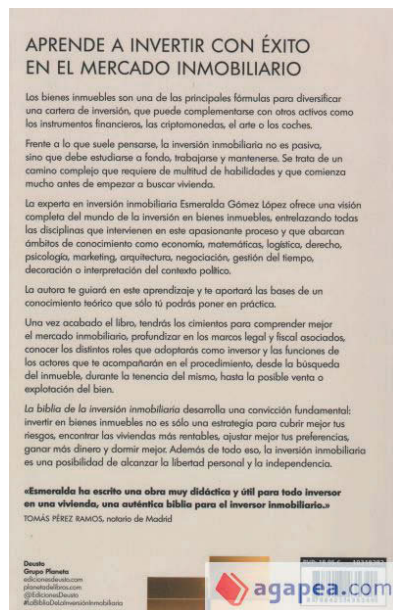 APRENDE A INVERTIR CON ÉXITO
EN EL MERCADO INMOBILIARIO
Los bienes inmuebles son una de las principales fórmulas para diversificar
una cartera de inversión, que puede complementarse con otros activos como
los instrumentos financieros, las criptomonedas, el arte o los coches.
Frente a lo que suele pensarse, la inversión inmobiliaria no es pasiva,
sino que debe estudiarse a fondo, trabajarse y mantenerse. Se trata de un
camino complejo que requiere de multitud de habilidades y que comienza
mucho antes de empezar a buscar vivienda.
La experta en inversión inmobiliaria Esmeralda Gómez López ofrece una visión
completa del mundo de la inversión en bienes inmuebles, entrelazando todas
las disciplinas que intervienen en este apasionante proceso y que abarcan
ámbitos de conocimiento como economía, matemáticas, logística, derecho,
psicología, marketing, arquitectura, negociación, gestión del tiempo,
decoración o interpretación del contexto político.
La autora te guiará en este aprendizaje y te aportará las bases de un
conocimiento teórico que sólo tú podrás poner en práctica.
Una vez acabado el libro, tendrás los cimientos para comprender mejor
el mercado inmobiliario, profundizar en los marcos legal y fiscal asociados,
conocer los distintos roles que adoptarás como inversor y las funciones de
los actores que te acompañarán en el procedimiento, desde la búsqueda
del inmueble, durante la tenencia del mismo, hasta la posible venta o
explotación del bien.
La biblia de la inversión inmobiliaria desarrolla una convicción fundamental:
invertir en bienes inmuebles no es sólo una estrategia para cubrir mejor tus
riesgos, encontrar las viviendas más rentables, ajustar mejor tus preferencias,
ganar más dinero y dormir mejor. Además de todo eso, la inversión inmobiliaria
es una posibilidad de alcanzar la libertad personal y la independencia.
«Esmeralda ha escrito una obra muy didáctica y útil para todo inversor
en una vivienda, una auténtica biblia para el inversor inmobiliario.»
TOMÁS PÉREZ RAMOS, notario de Madrid
Deusto
Grupo Planeta
edicionesdeusto.com
planetadelibros.com
@EdicionesDeusto
#LaBibliaDeLaInversiónInmobiliaria
agapea.com